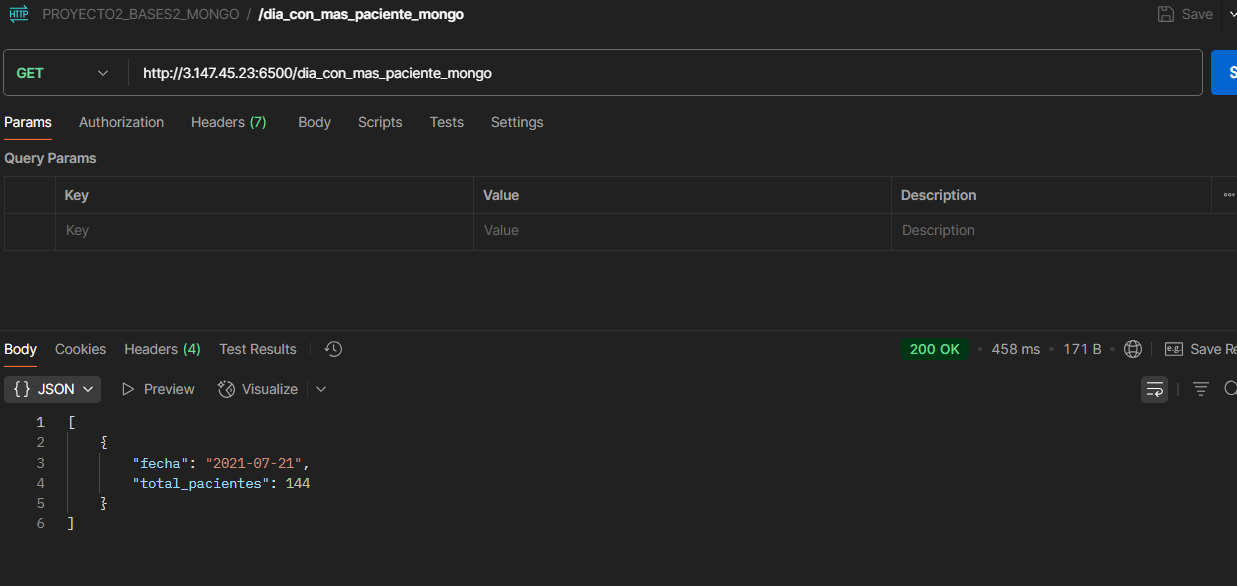 HTTP PROYECTO2_BASES2_MONGO / /dia_con_mas_paciente_mongo Save
GET http://3.147.45.23:6500/dia_con_mas_paciente_mongo S
Params Authorization Headers (7) Body Scripts Tests Settings
Query Params
Key Value Description
Key Value Description
Body Cookies Headers (4) Test Results 200 OK 458 ms 171 B e.g. Save Re
{} JSON Preview Visualize
1 [
2 {
3 "fecha": "2021-07-21",
4 "total_pacientes": 144
5 }
6 ]